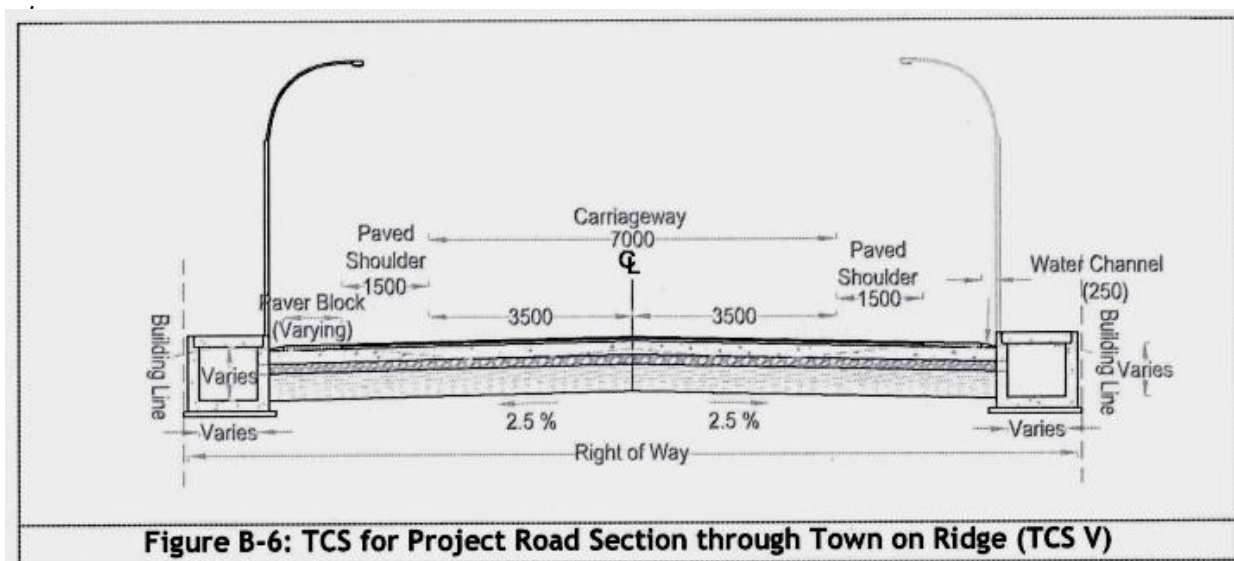 Carriageway
7000
℄
Paved
Shoulder
1500
Paved
Shoulder
1500
Water Channel
(250)
Paver Block
(Varying)
3500
3500
Building Line
Building Line
Varies
Varies
2.5 %
2.5 %
Varies
Varies
Right of Way
Figure B-6: TCS for Project Road Section through Town on Ridge (TCS V)